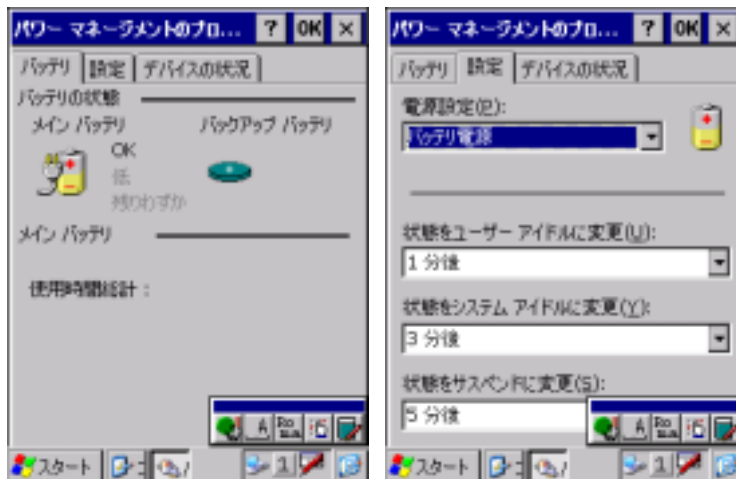 パワー マネージメントのプロ... ? OK ×
バッテリ 設定 デバイスの状況
バッテリの状態
メイン バッテリ バックアップ バッテリ
OK
低
残りわずか
メイン バッテリ
使用時間総計 :
A
スタート
パワー マネージメントのプロ... ? OK ×
バッテリ 設定 デバイスの状況
電源設定(P):
バッテリ電源
状態をユーザー アイドルに変更(U):
1 分後
状態をシステム アイドルに変更(Y):
3 分後
状態をサスペンドに変更(S):
5 分後
A
スタート